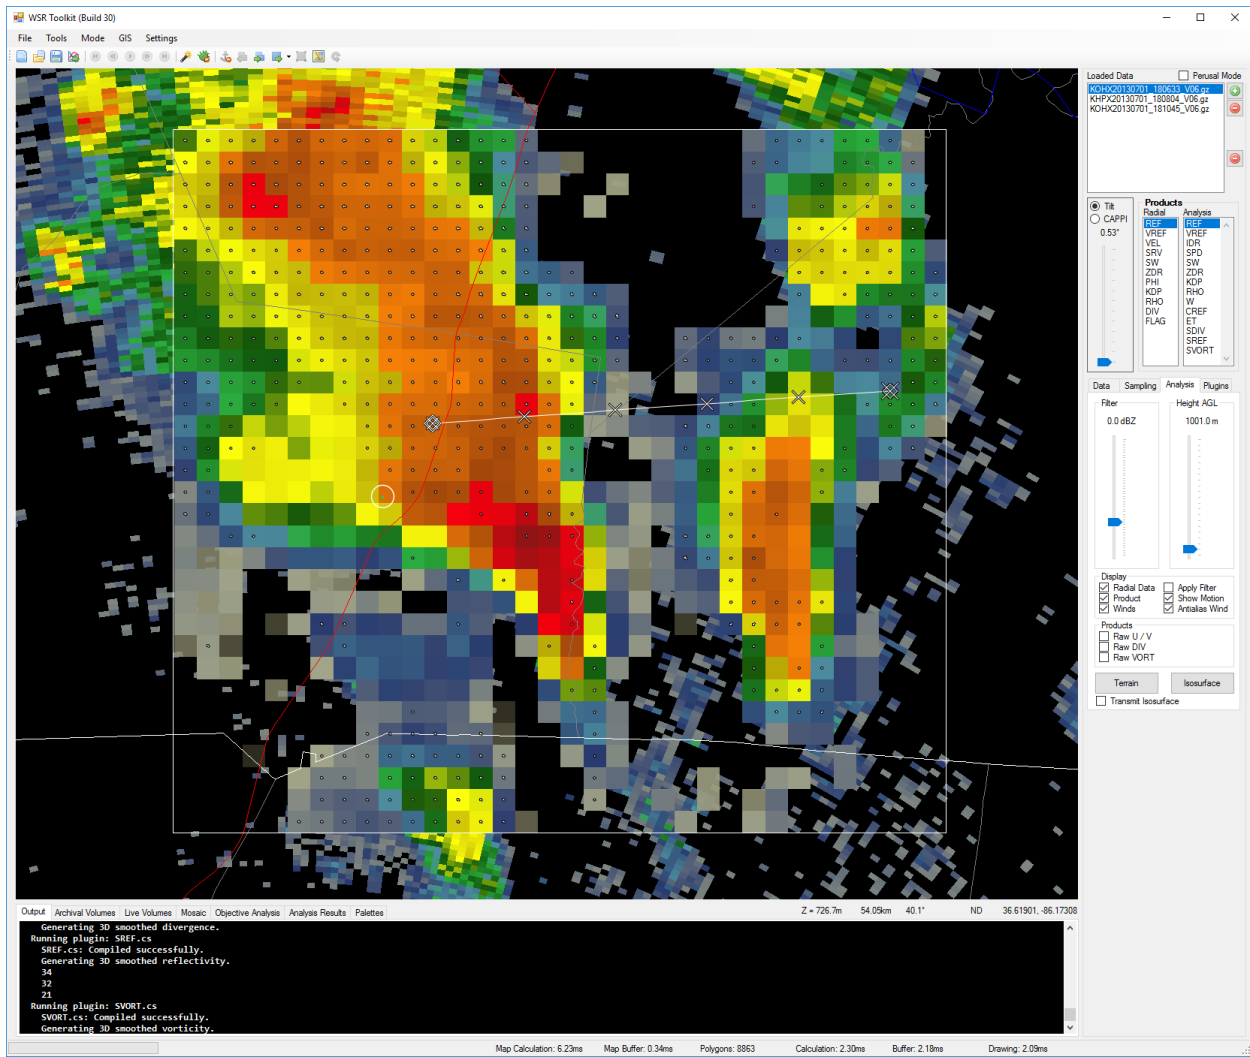 WSR Toolkit (Build 30)
File Tools Mode GIS Settings
Loaded Data Perusal Mode
KOHX20130701_180633_V06.gz
KHPX20130701_180804_V06.gz
KOHX20130701_181045_V06.gz
Tilt
CAPPI
0.53°
Products
Radial Analysis
REF REF
VREF VREF
VEL IDR
SRV SPD
SW SW
ZDR ZDR
PHI KDP
KDP RHO
RHO W
DIV CREF
FLAG ET
SDIV
SREF
SVORT
Data Sampling Analysis Plugins
Filter Height AGL
0.0 dBZ 1001.0 m
Display
Radial Data Apply Filter
Product Show Motion
Winds Antialias Wind
Products
Raw U / V
Raw DIV
Raw VORT
Terrain Isosurface
Transmit Isosurface
Output Archival Volumes Live Volumes Mosaic Objective Analysis Analysis Results Palettes Z = 726.7m 54.05km 40.1° ND 36.61901, -86.17308
Generating 3D smoothed divergence.
Running plugin: SREF.cs
SREF.cs: Compiled successfully.
Generating 3D smoothed reflectivity.
34
32
21
Running plugin: SVORT.cs
SVORT.cs: Compiled successfully.
Generating 3D smoothed vorticity.
Map Calculation: 6.23ms Map Buffer: 0.34ms Polygons: 8863 Calculation: 2.30ms Buffer: 2.18ms Drawing: 2.09ms